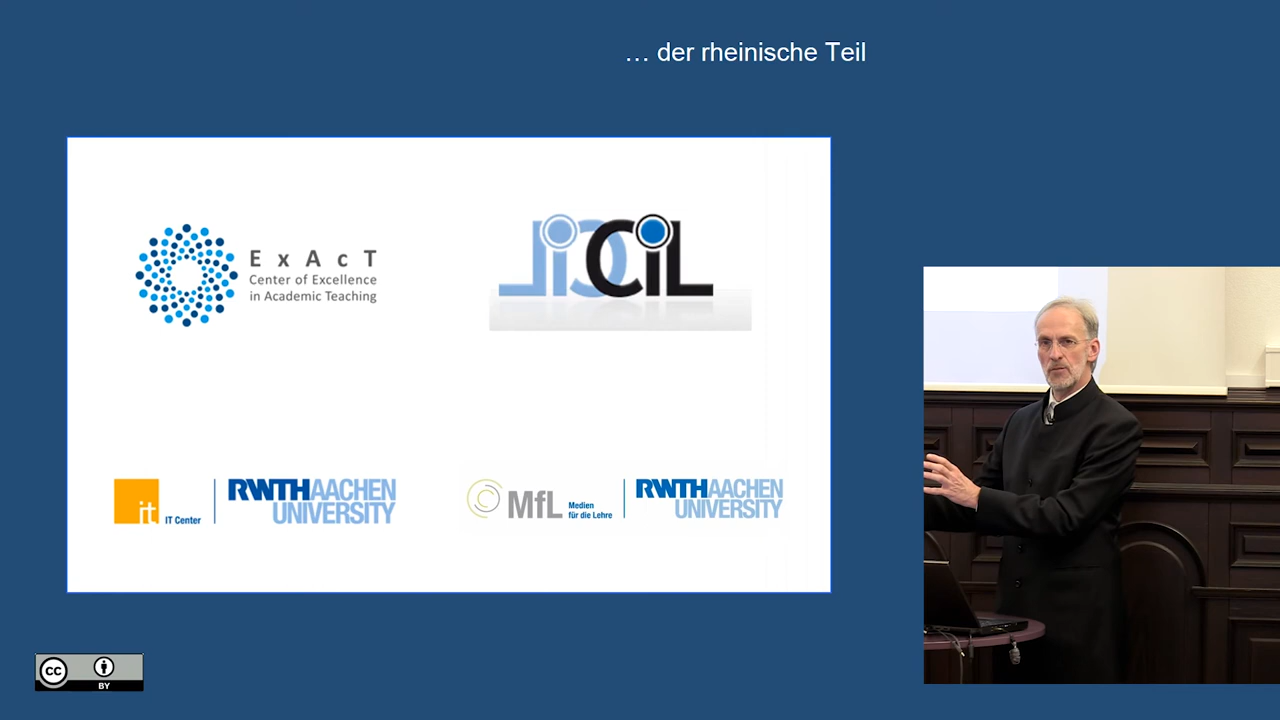 … der rheinische Teil
E x A c T
Center of Excellence
in Academic Teaching
CiL
it IT Center
RWTHAACHEN
UNIVERSITY
MfL Medien
für die Lehre
RWTHAACHEN
UNIVERSITY
cc
BY